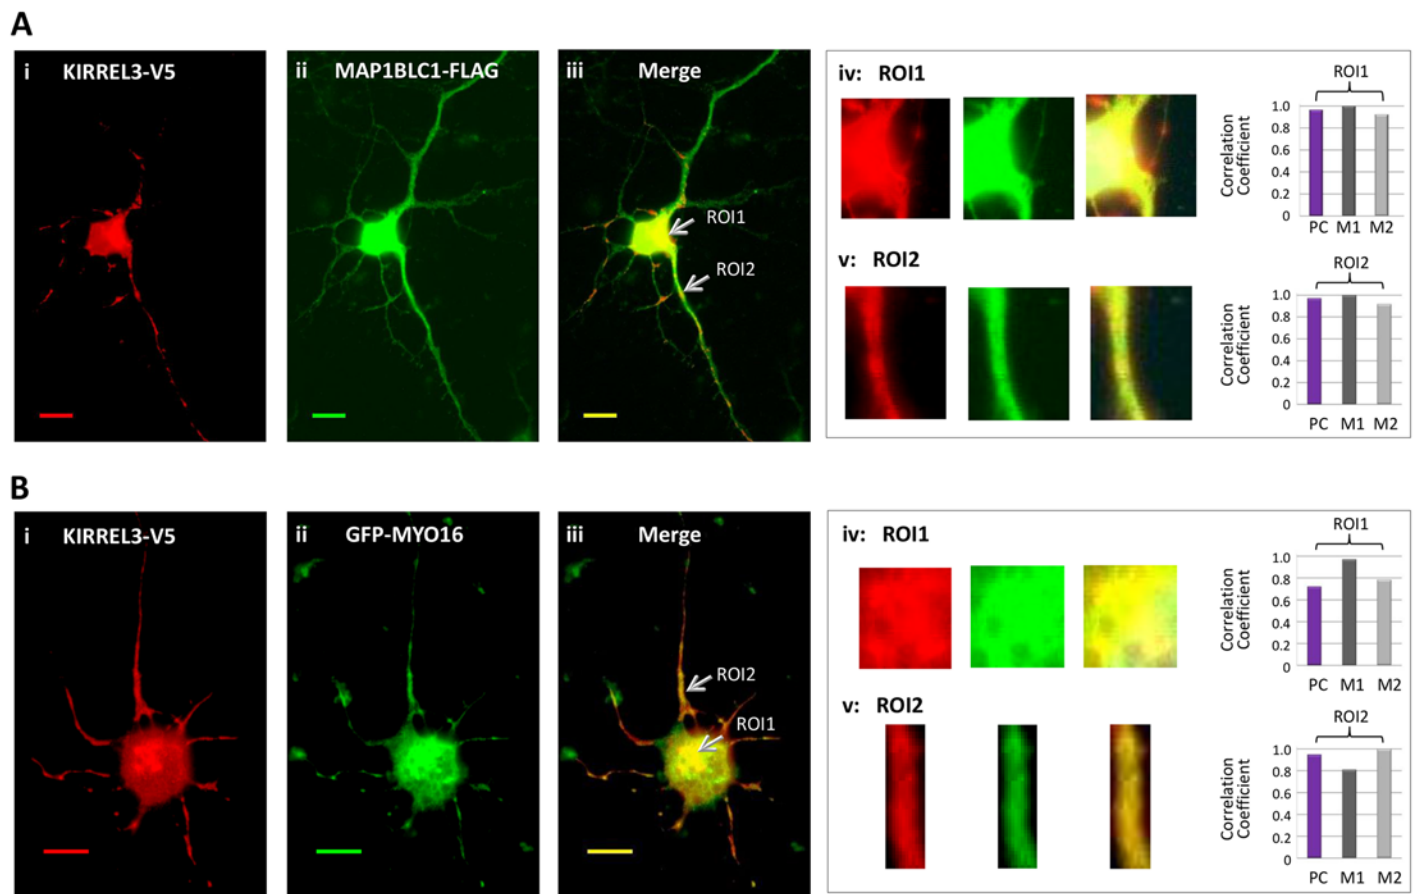 A
i KIRREL3-V5
ii MAP1BLC1-FLAG
iii Merge
ROI1
ROI2
iv: ROI1
ROI1
Correlation
Coefficient
1.0
0.8
0.6
0.4
0.2
0
PC M1 M2
v: ROI2
ROI2
Correlation
Coefficient
1.0
0.8
0.6
0.4
0.2
0
PC M1 M2
B
i KIRREL3-V5
ii GFP-MYO16
iii Merge
ROI2
ROI1
iv: ROI1
ROI1
Correlation
Coefficient
1.0
0.8
0.6
0.4
0.2
0
PC M1 M2
v: ROI2
ROI2
Correlation
Coefficient
1.0
0.8
0.6
0.4
0.2
0
PC M1 M2